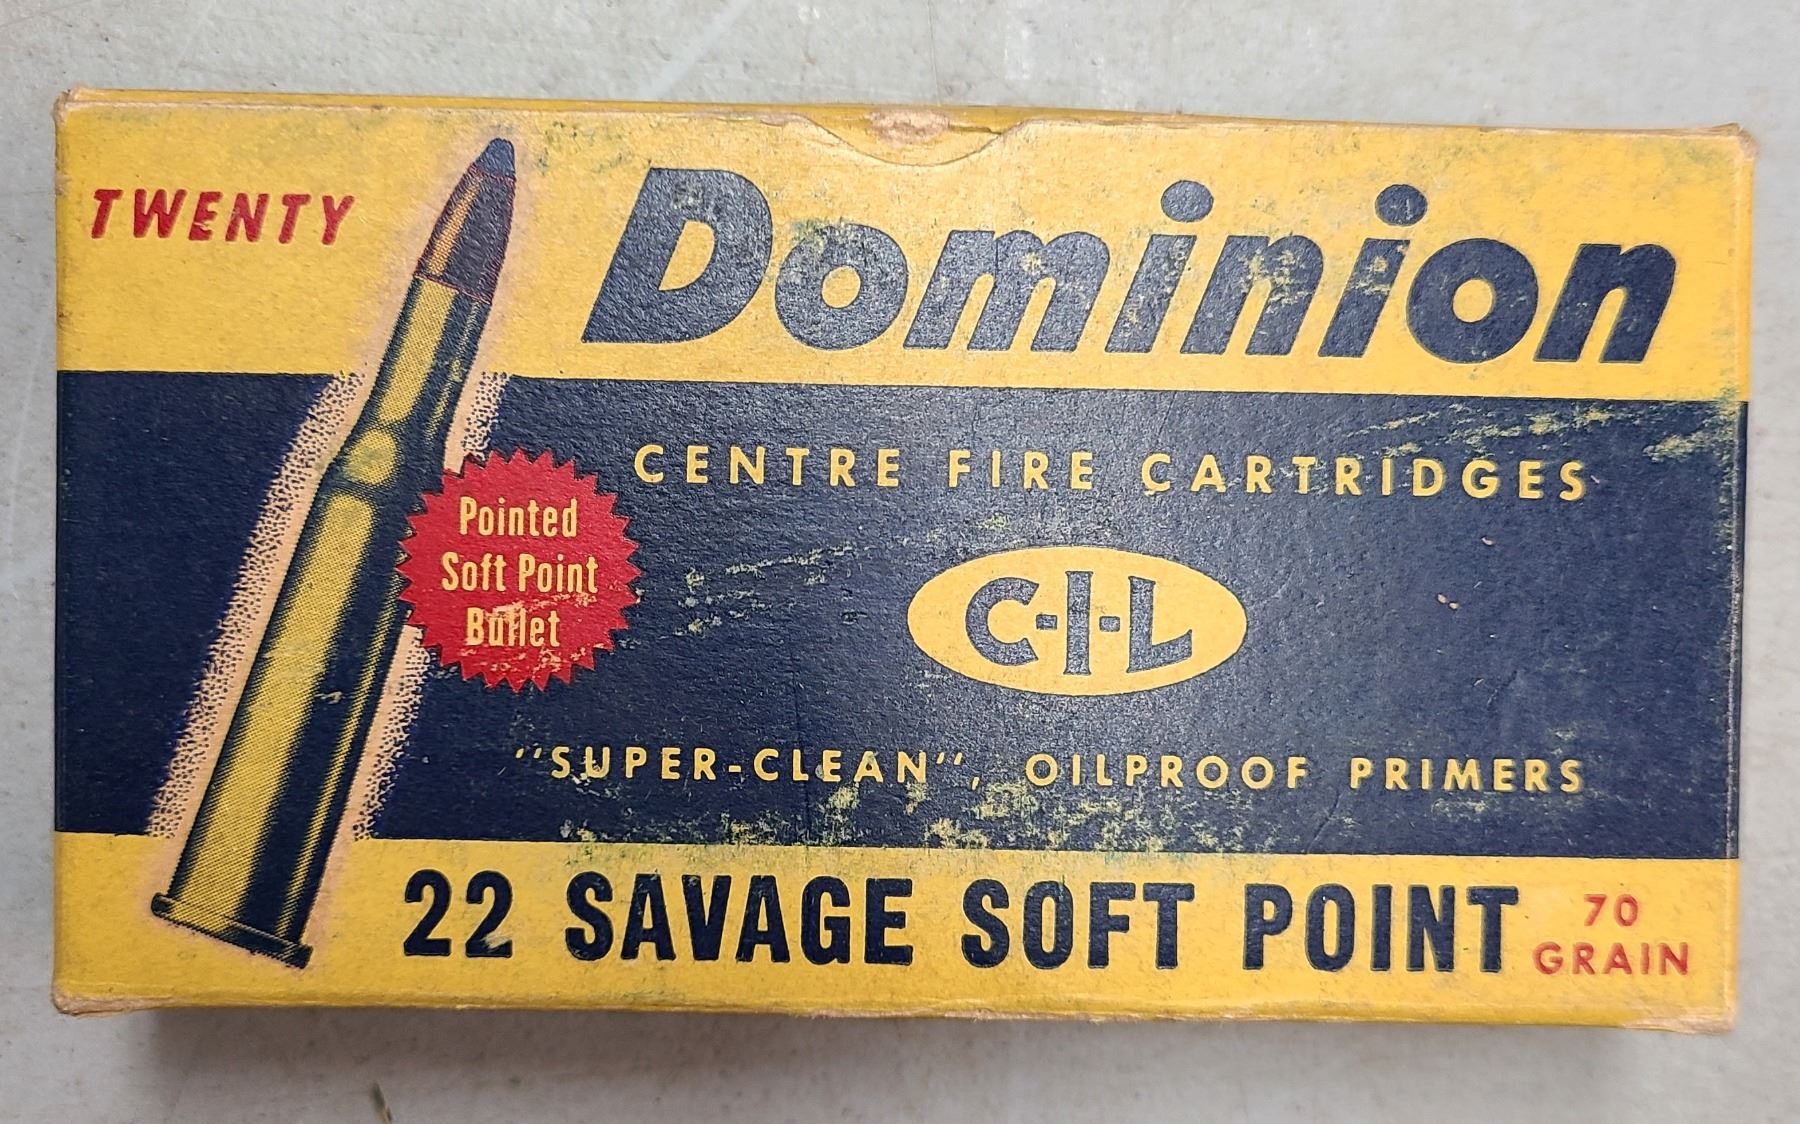 TWENTY
Dominion
CENTRE FIRE CARTRIDGES
Pointed
Soft Point
Bullet
C-I-L
"SUPER-CLEAN", OILPROOF PRIMERS
22 SAVAGE SOFT POINT
70
GRAIN